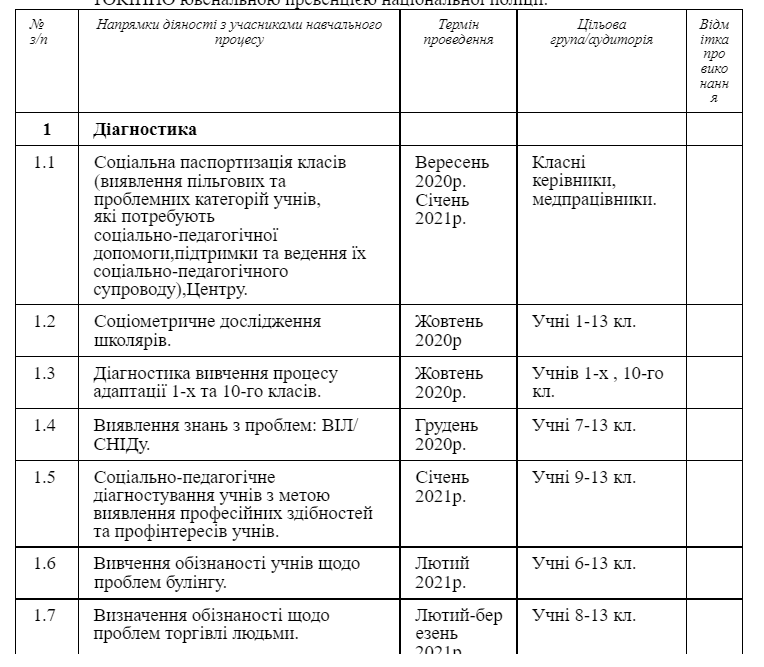 ювенальною превенцією національної поліції.
№ з/п
Напрямки діяності з учасниками навчального процесу
Термін проведення
Цільова група/аудиторія
Відм
ітка
про
вико
нанн
я
1 Діагностика
1.1
Соціальна паспортизація класів
(виявлення пільгових та
проблемних категорій учнів,
які потребують
соціально-педагогічної
допомоги,підтримки та ведення їх
соціально-педагогічного
супроводу),Центру.
Вересень
2020р.
Січень
2021р.
Класні
керівники,
медпрацівники.
1.2
Соціометричне дослідження
школярів.
Жовтень
2020р
Учні 1-13 кл.
1.3
Діагностика вивчення процесу
адаптації 1-х та 10-го класів.
Жовтень
2020р.
Учнів 1-х , 10-го
кл.
1.4
Виявлення знань з проблем: ВІЛ/
СНІДу.
Грудень
2020р.
Учні 7-13 кл.
1.5
Соціально-педагогічне
діагностування учнів з метою
виявлення професійних здібностей
та профінтересів учнів.
Січень
2021р.
Учні 9-13 кл.
1.6
Вивчення обізнаності учнів щодо
проблем булінгу.
Лютий
2021р.
Учні 6-13 кл.
1.7
Визначення обізнаності щодо
проблем торгівлі людьми.
Лютий-бер
езень
2021р
Учні 8-13 кл.